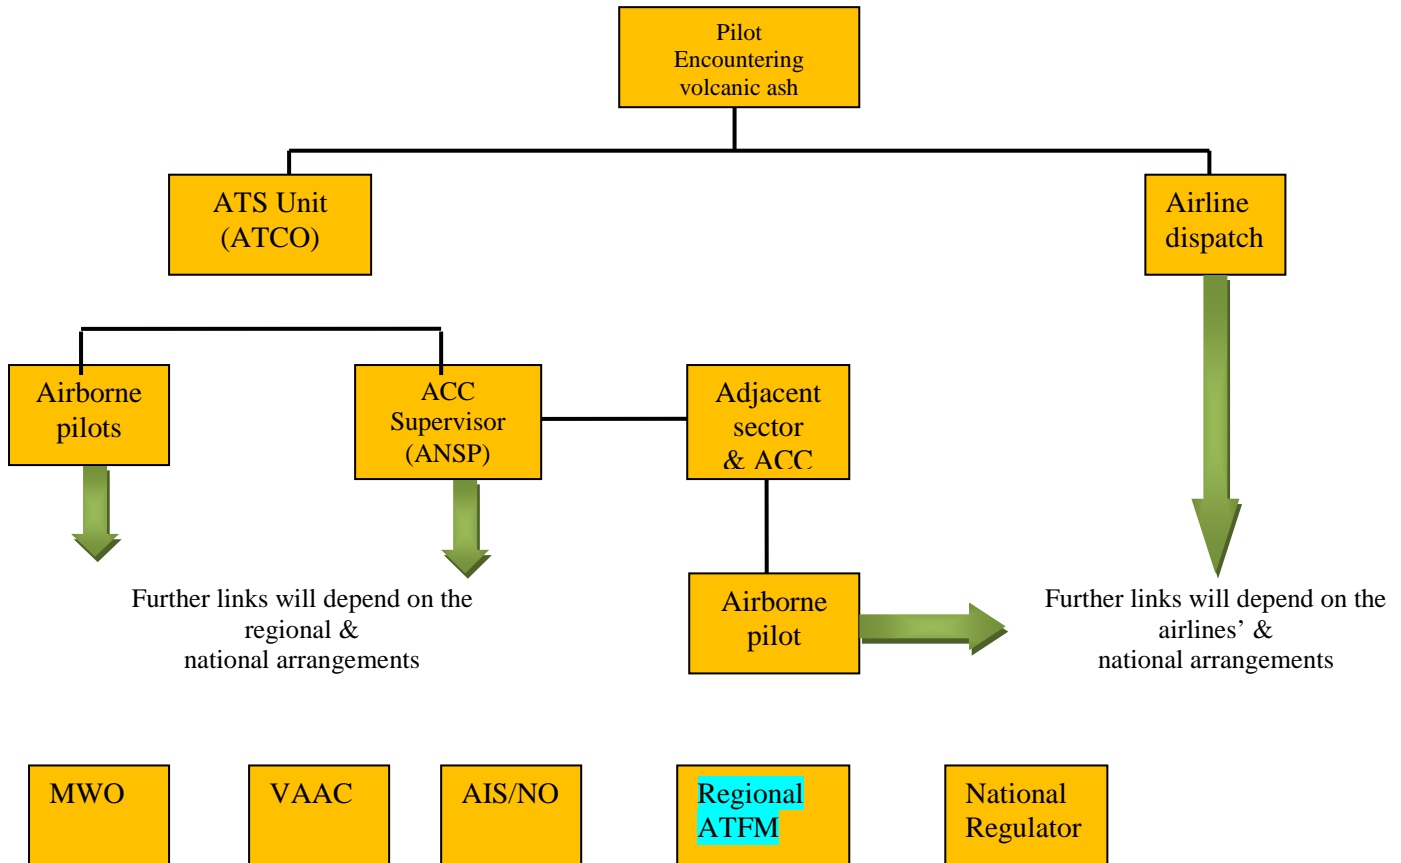 Pilot
Encountering
volcanic ash
ATS Unit
(ATCO)
Airline
dispatch
Airborne
pilots
ACC
Supervisor
(ANSP)
Adjacent
sector
& ACC
Further links will depend on the
regional &
national arrangements
Airborne
pilot
Further links will depend on the
airlines’ &
national arrangements
MWO
VAAC
AIS/NO
Regional
ATFM
National
Regulator